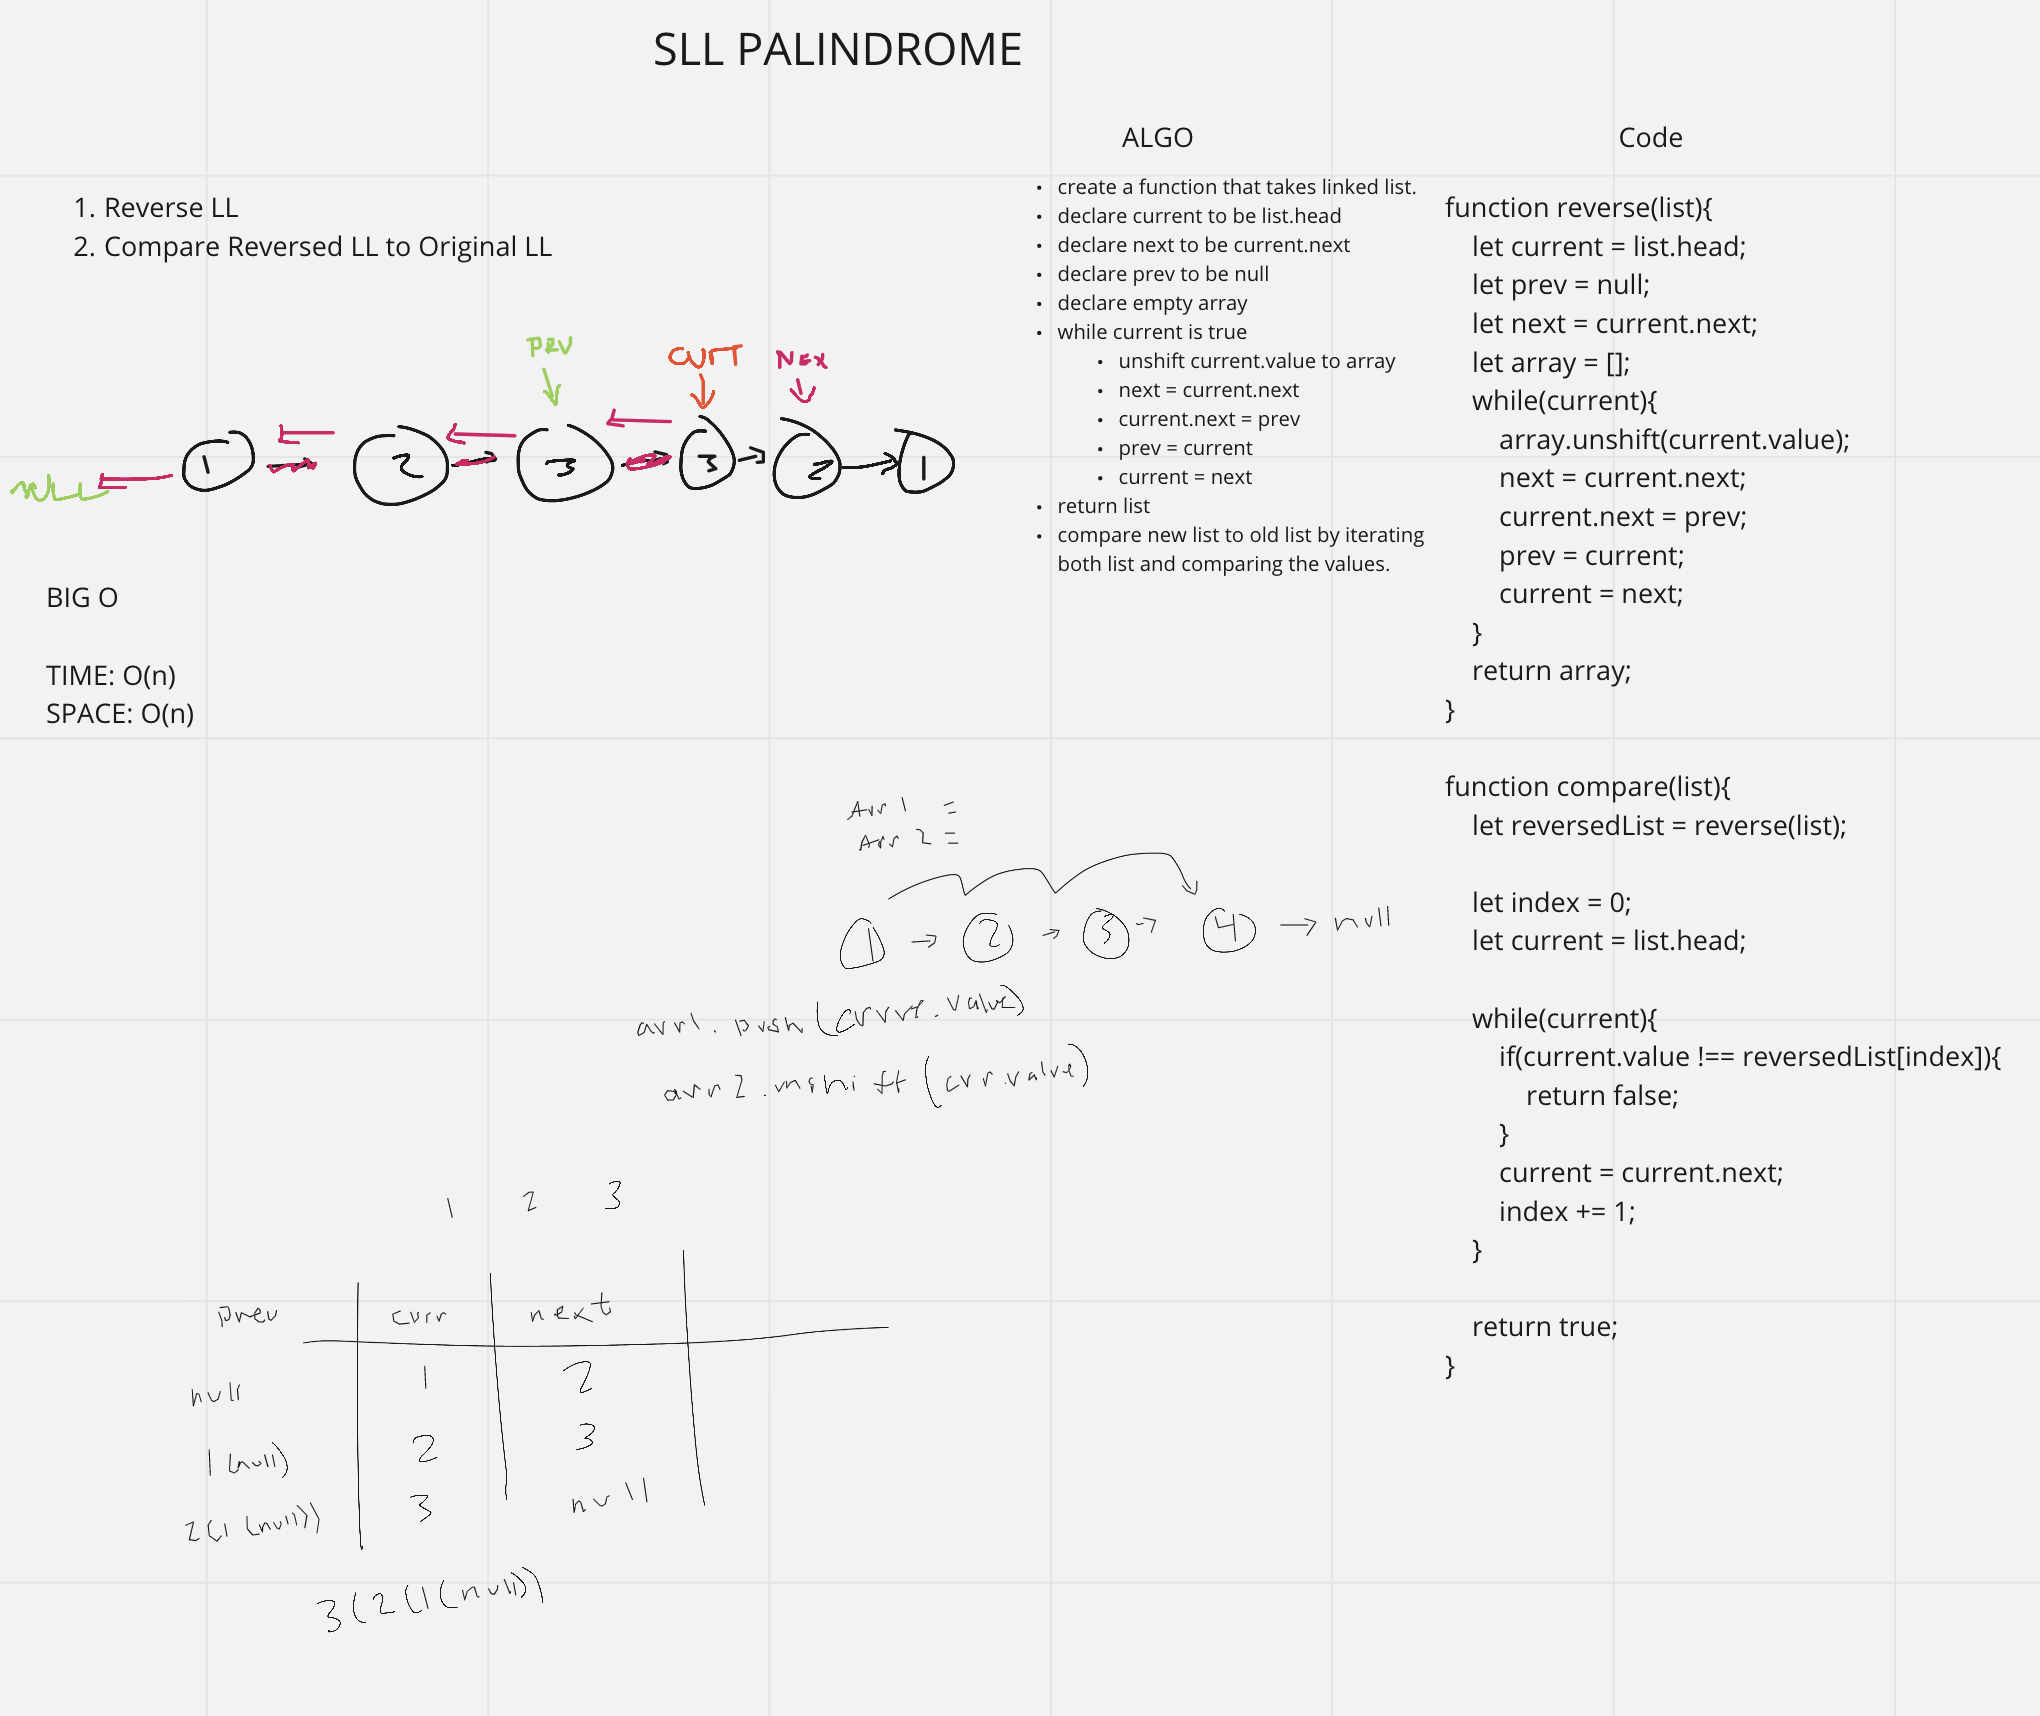 SLL PALINDROME
1. Reverse LL
2. Compare Reversed LL to Original LL
prev
curr
Nex
1 2 3 3 2 1
NULL
BIG O
TIME: O(n)
SPACE: O(n)
ALGO
• create a function that takes linked list.
• declare current to be list.head
• declare next to be current.next
• declare prev to be null
• declare empty array
• while current is true
• unshift current.value to array
• next = current.next
• current.next = prev
• prev = current
• current = next
• return list
• compare new list to old list by iterating
both list and comparing the values.
Code
function reverse(list){
let current = list.head;
let prev = null;
let next = current.next;
let array = [];
while(current){
array.unshift(current.value);
next = current.next;
current.next = prev;
prev = current;
current = next;
}
return array;
}
function compare(list){
let reversedList = reverse(list);
let index = 0;
let current = list.head;
while(current){
if(current.value !== reversedList[index]){
return false;
}
current = current.next;
index += 1;
}
return true;
}
Arr 1 =
Arr 2 =
1 → 2 → 3 → 4 → null
arr1.push (          .value)
arr2.unshift (curr.value)
1 2 3
prev curr next
null 1 2
1 (null) 2 3
2(1 (null)) 3 null
3(2(1(null))